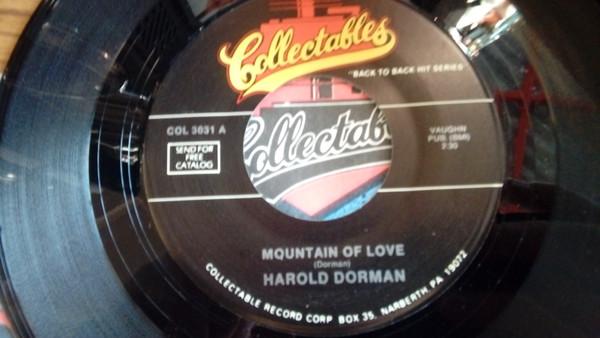 Collectables
"BACK TO BACK HIT SERIES
COL 3031 A
SEND FOR
FREE
CATALOG
Collectab
VAUGHN
PUB. (BMI)
2:30
MOUNTAIN OF LOVE
(Dorman)
HAROLD DORMAN
COLLECTABLE RECORD CORP BOX 35, NARBERTH, PA 19072